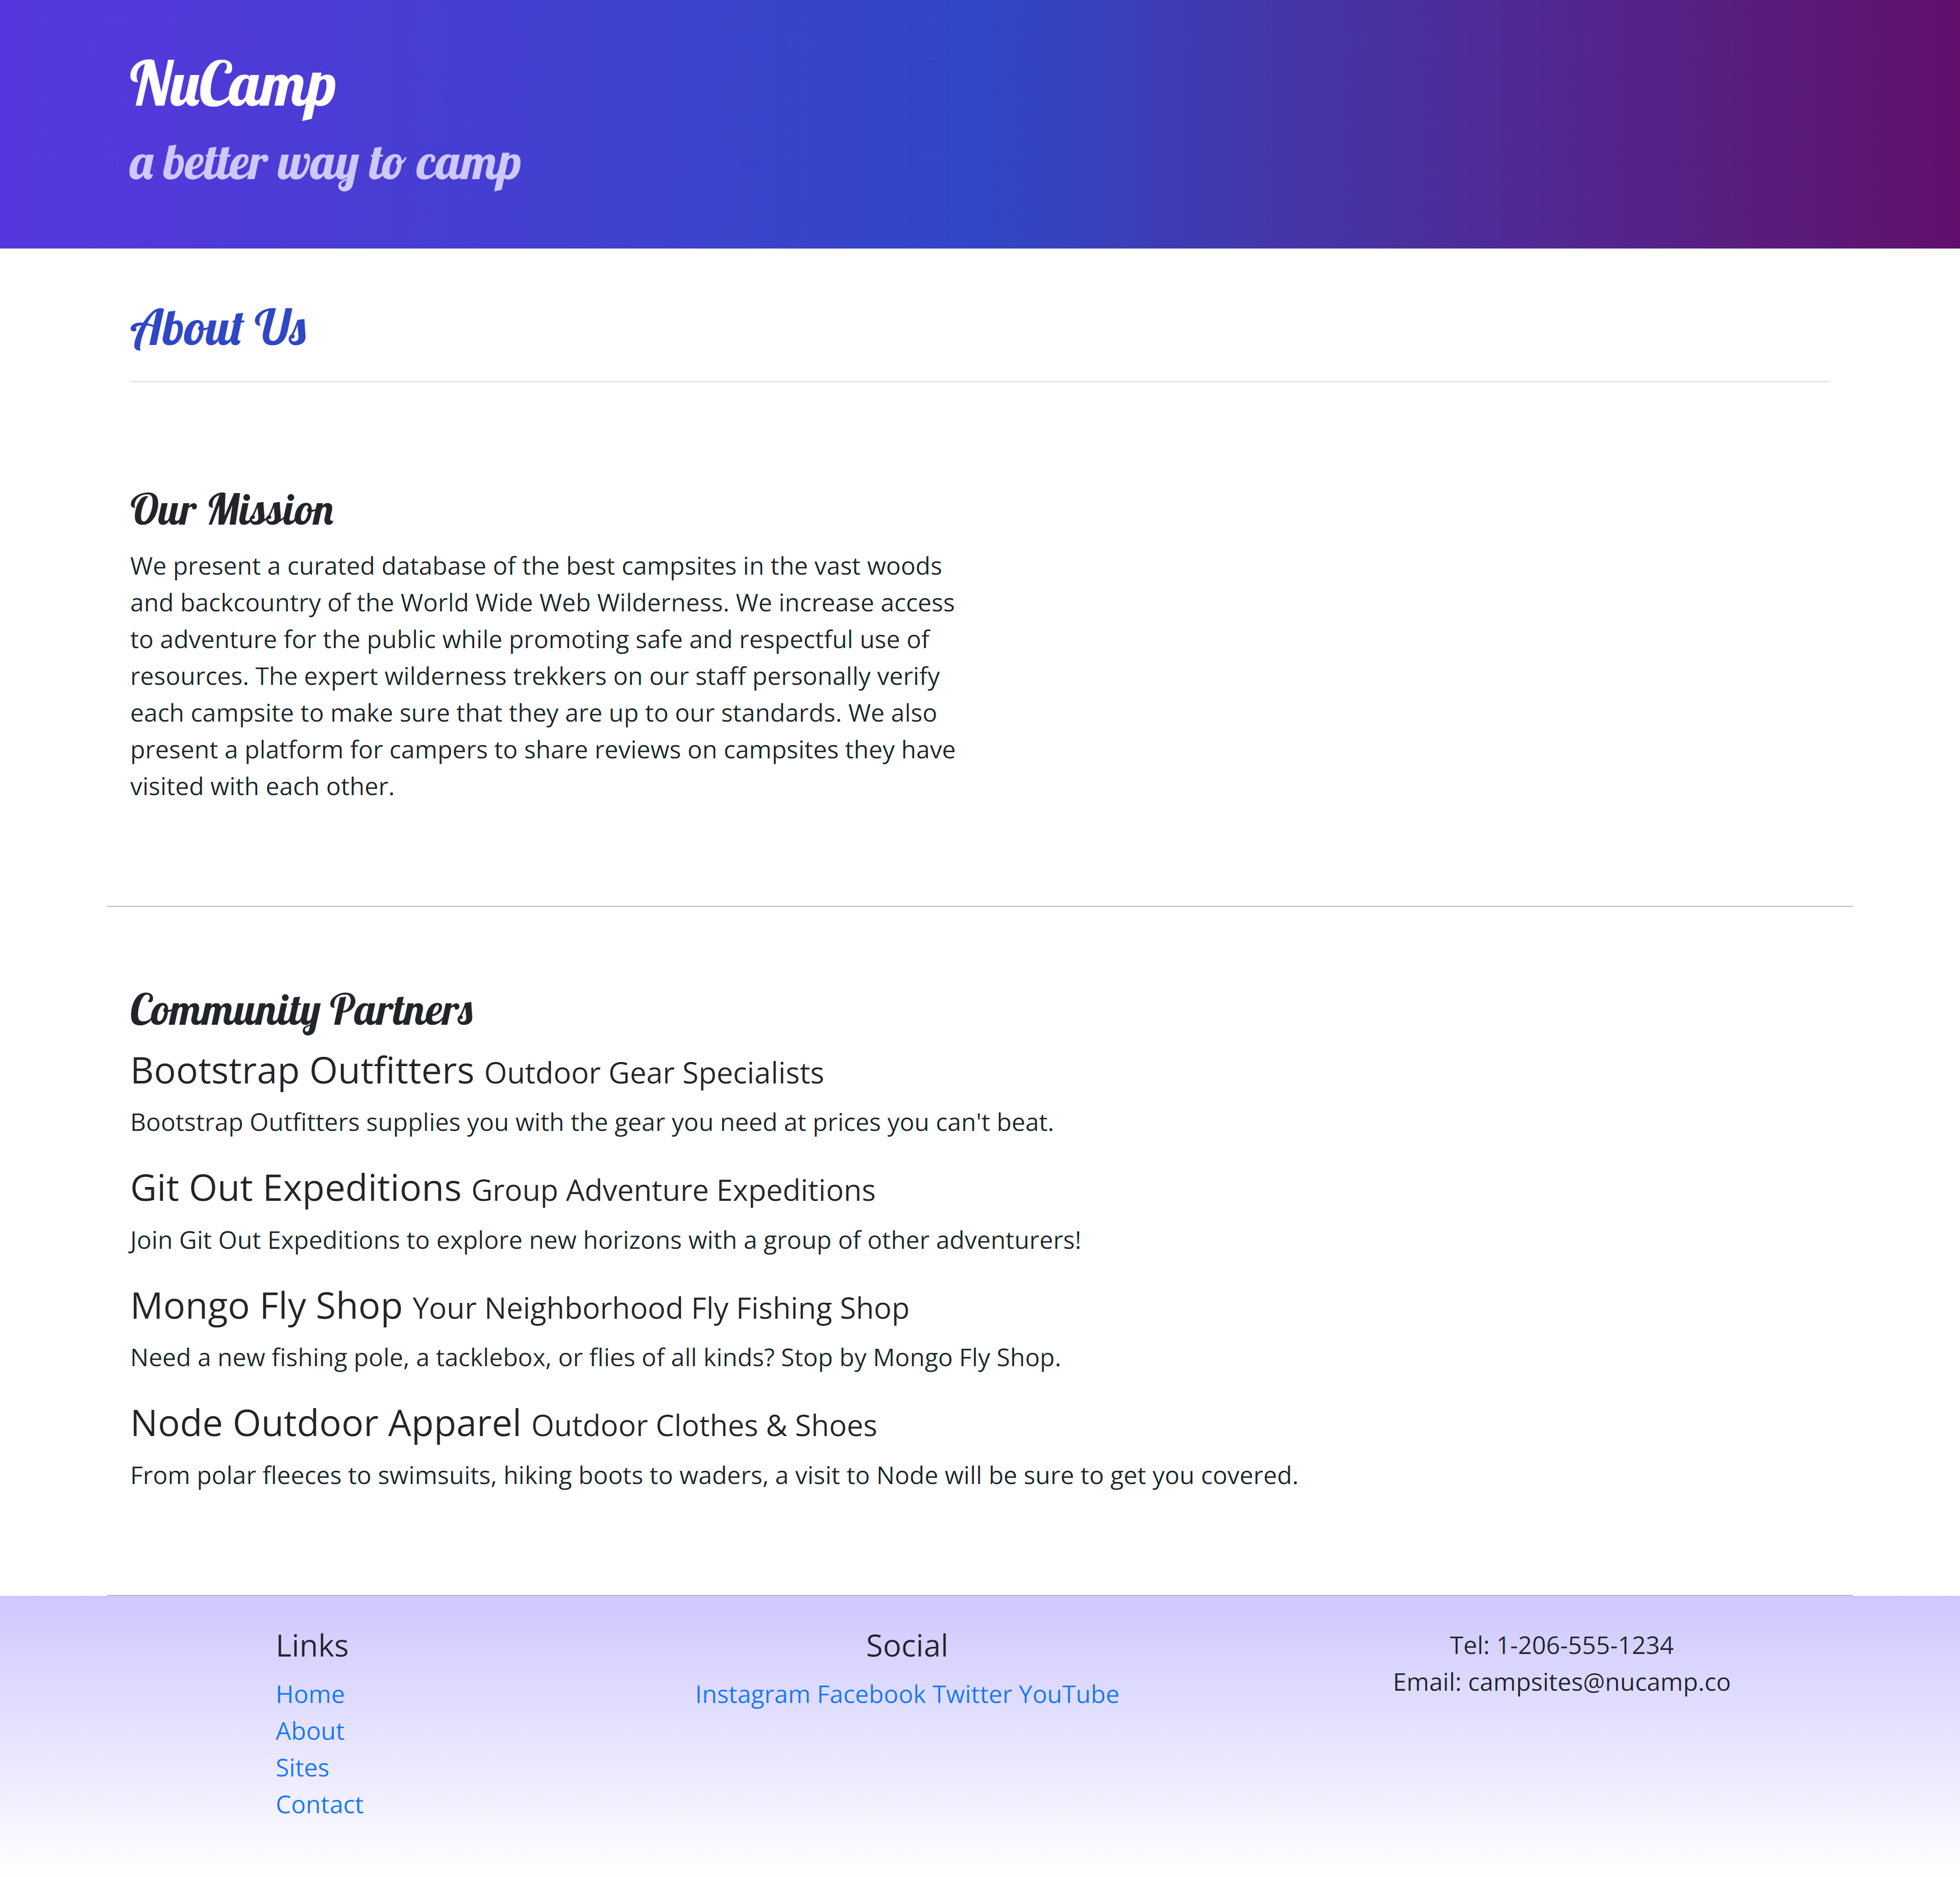 NuCamp
a better way to camp
About Us
Our Mission
We present a curated database of the best campsites in the vast woods
and backcountry of the World Wide Web Wilderness. We increase access
to adventure for the public while promoting safe and respectful use of
resources. The expert wilderness trekkers on our staff personally verify
each campsite to make sure that they are up to our standards. We also
present a platform for campers to share reviews on campsites they have
visited with each other.
Community Partners
Bootstrap Outfitters Outdoor Gear Specialists
Bootstrap Outfitters supplies you with the gear you need at prices you can't beat.
Git Out Expeditions Group Adventure Expeditions
Join Git Out Expeditions to explore new horizons with a group of other adventurers!
Mongo Fly Shop Your Neighborhood Fly Fishing Shop
Need a new fishing pole, a tacklebox, or flies of all kinds? Stop by Mongo Fly Shop.
Node Outdoor Apparel Outdoor Clothes & Shoes
From polar fleeces to swimsuits, hiking boots to waders, a visit to Node will be sure to get you covered.
Links
Home
About
Sites
Contact
Social
Instagram Facebook Twitter YouTube
Tel: 1-206-555-1234
Email: campsites@nucamp.co